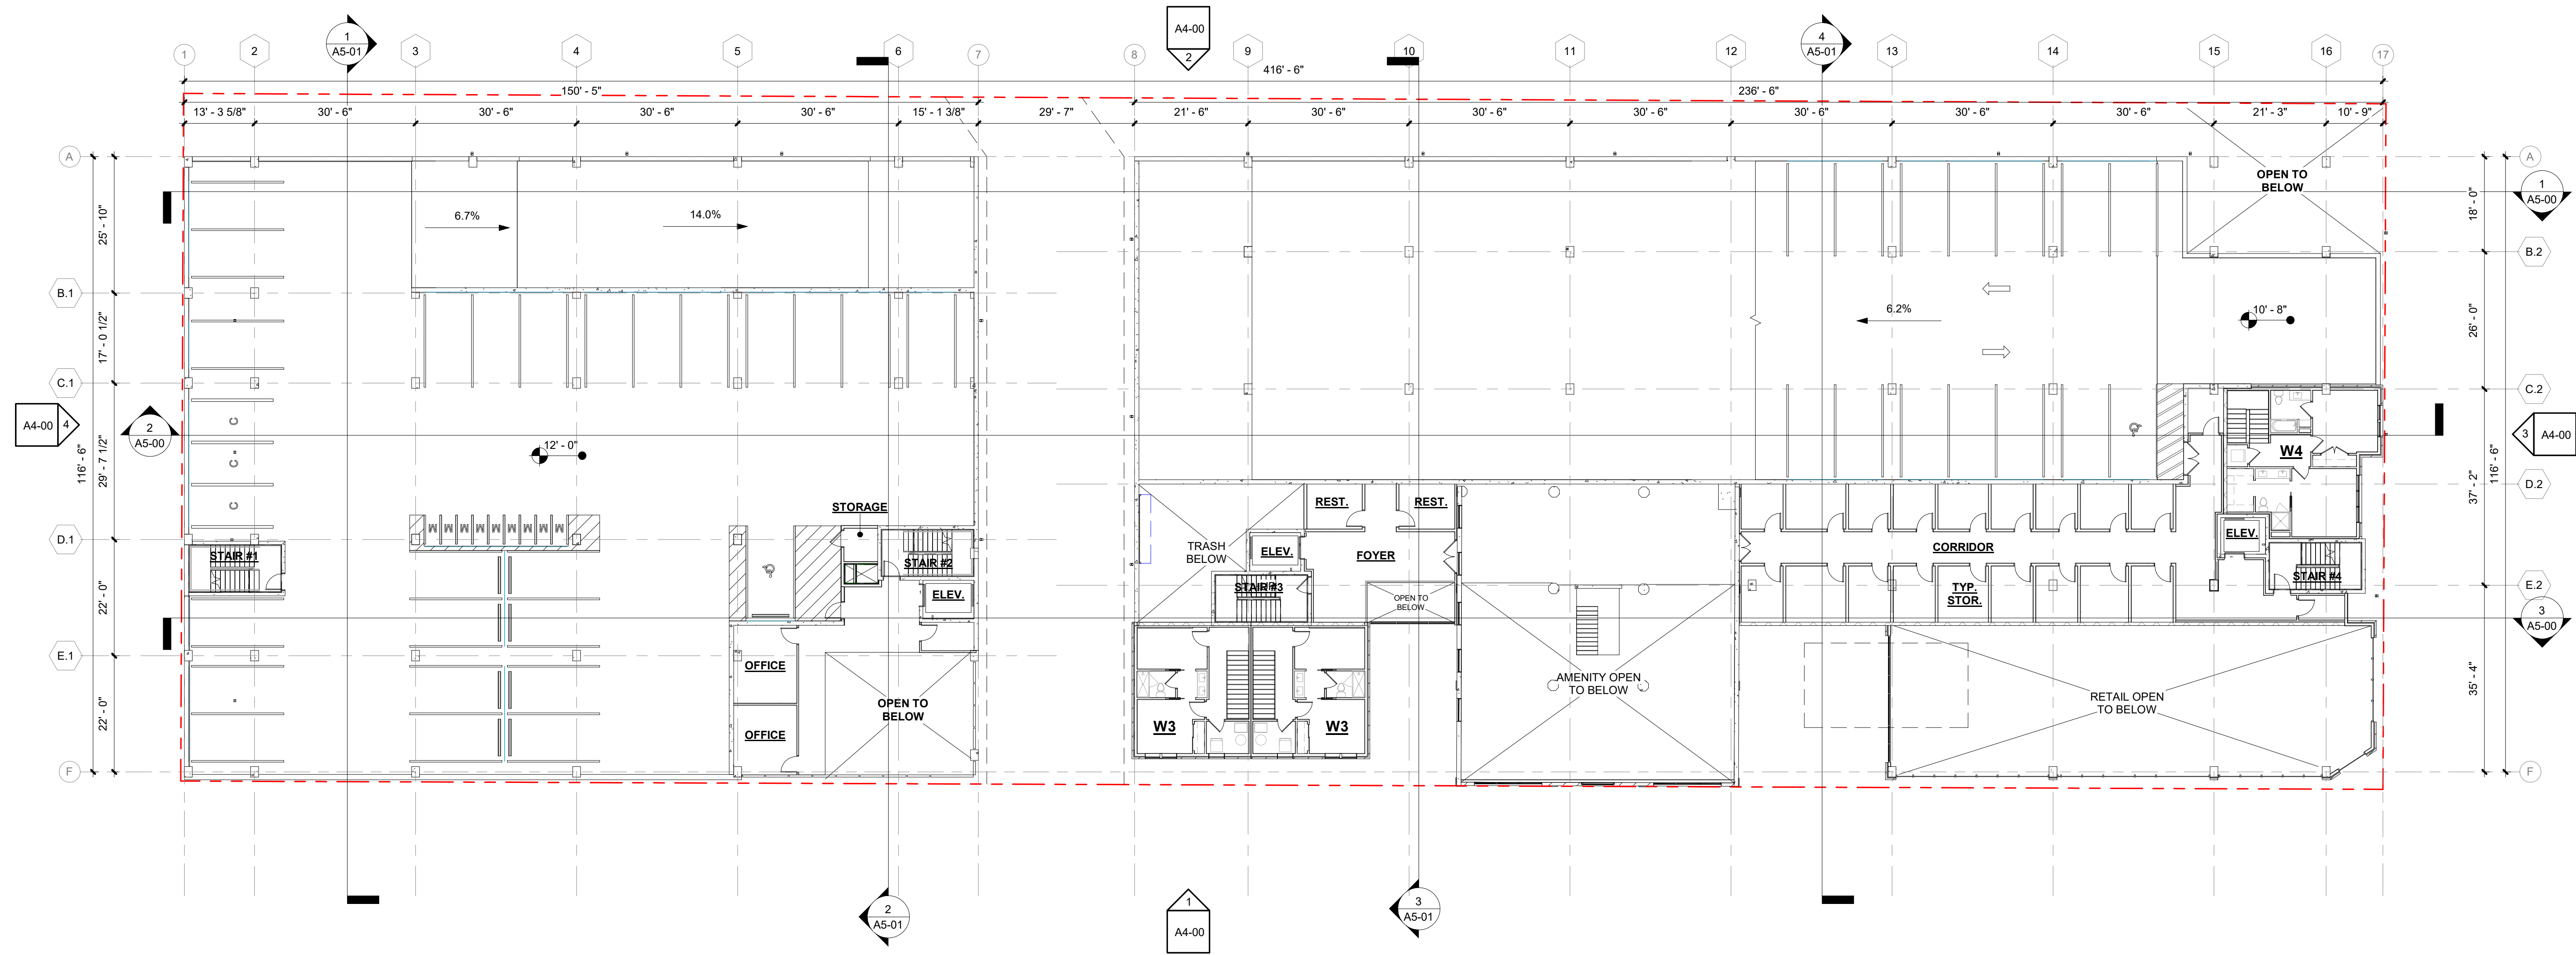 A4-00
2
1
A5-01
4
A5-01
1
2
3
4
5
6
7
8
9
10
11
12
13
14
15
16
17
416' - 6"
150' - 5"
236' - 6"
13' - 3 5/8"
30' - 6"
30' - 6"
30' - 6"
30' - 6"
15' - 1 3/8"
29' - 7"
21' - 6"
30' - 6"
30' - 6"
30' - 6"
30' - 6"
30' - 6"
30' - 6"
21' - 3"
10' - 9"
A
B.1
C.1
D.1
E.1
F
116' - 6"
25' - 10"
17' - 0 1/2"
29' - 7 1/2"
22' - 0"
22' - 0"
A4-00
4
2
A5-00
6.7%
14.0%
C
C
C
12' - 0"
M M M M M M M M M
STORAGE
STAIR #1
STAIR #2
ELEV.
OFFICE
OFFICE
OPEN TO
BELOW
TRASH
BELOW
REST.
REST.
ELEV.
FOYER
STAIR #3
OPEN TO
BELOW
W3
W3
AMENITY OPEN
TO BELOW
6.2%
10' - 8"
OPEN TO
BELOW
W4
CORRIDOR
TYP.
STOR.
ELEV.
STAIR #4
RETAIL OPEN
TO BELOW
A
B.2
C.2
D.2
E.2
F
18' - 0"
26' - 0"
37' - 2"
35' - 4"
116' - 6"
1
A5-00
3
A4-00
3
A5-00
2
A5-01
1
A4-00
3
A5-01